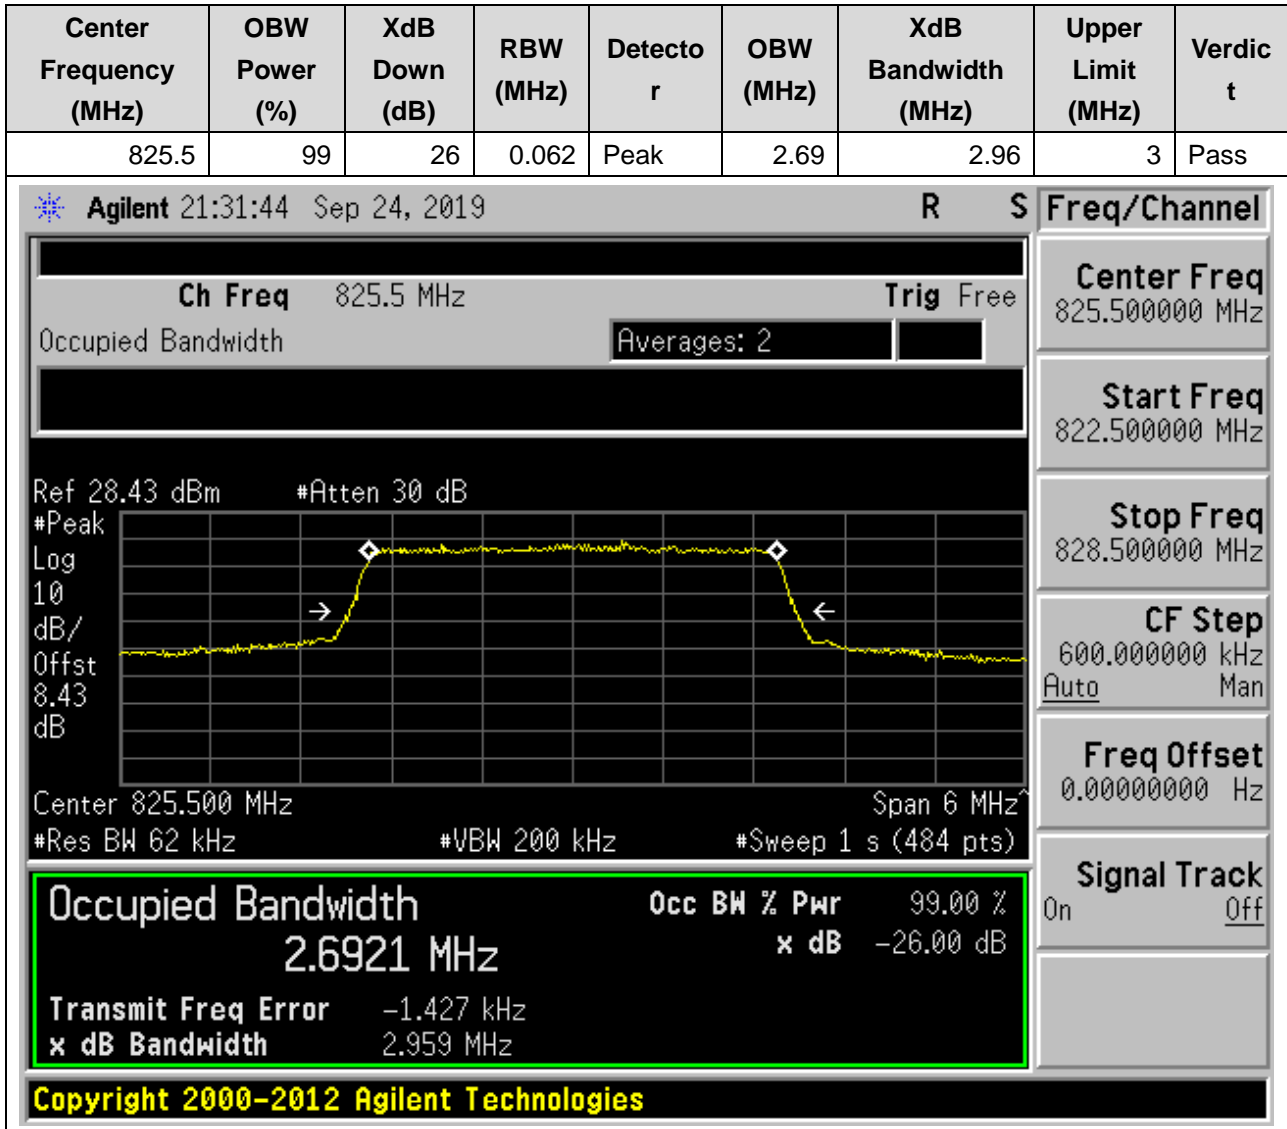 Center Frequency (MHz) OBW Power (%) XdB Down (dB) RBW (MHz) Detecto r OBW (MHz) XdB Bandwidth (MHz) Upper Limit (MHz) Verdic t
825.5 99 26 0.062 Peak 2.69 2.96 3 Pass
Agilent 21:31:44 Sep 24, 2019 R S
Ch Freq 825.5 MHz Trig Free
Occupied Bandwidth Averages: 2
Ref 28.43 dBm #Atten 30 dB
#Peak
Log
10
dB/
Offst
8.43
dB
Center 825.500 MHz Span 6 MHz^
#Res BW 62 kHz #VBW 200 kHz #Sweep 1 s (484 pts)
Occupied Bandwidth Occ BW % Pwr 99.00 %
2.6921 MHz x dB -26.00 dB
Transmit Freq Error -1.427 kHz
x dB Bandwidth 2.959 MHz
Copyright 2000-2012 Agilent Technologies
Freq/Channel
Center Freq
825.500000 MHz
Start Freq
822.500000 MHz
Stop Freq
828.500000 MHz
CF Step
600.000000 kHz
Auto Man
Freq Offset
0.00000000 Hz
Signal Track
On Off